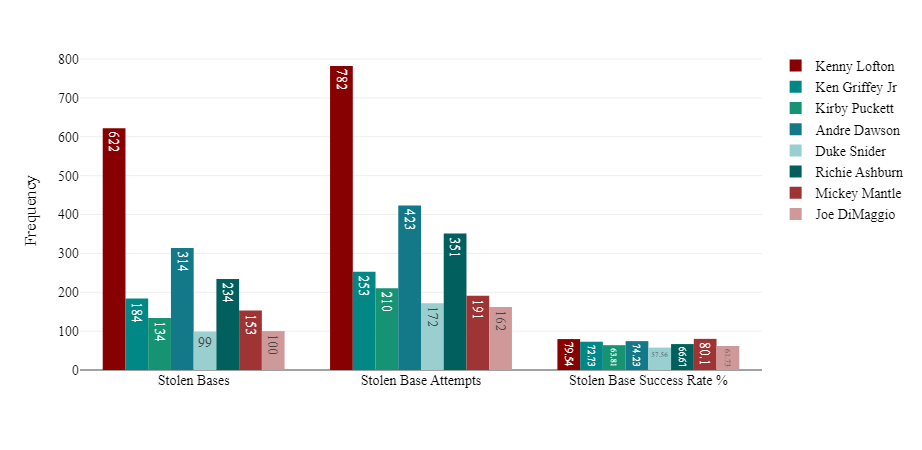 800
700
600
500
400
300
200
100
0
Frequency
622
184
134
314
99
234
153
100
782
253
210
423
172
351
191
162
79.54
72.73
63.81
74.23
57.56
66.67
80.1
61.73
Stolen Bases
Stolen Base Attempts
Stolen Base Success Rate %
Kenny Lofton
Ken Griffey Jr
Kirby Puckett
Andre Dawson
Duke Snider
Richie Ashburn
Mickey Mantle
Joe DiMaggio